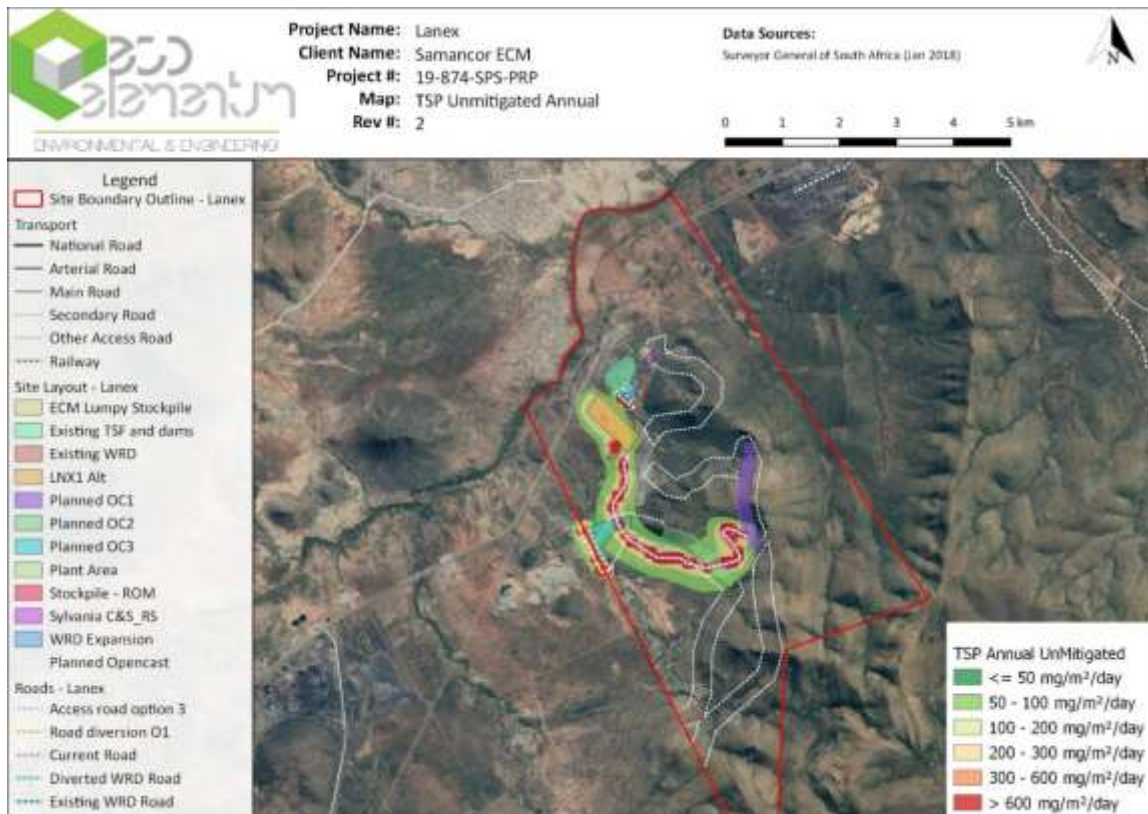 eco
elementum
ENVIRONMENTAL & ENGINEERING
Project Name: Lanex
Client Name: Samancor ECM
Project #: 19-874-SPS-PRP
Map: TSP Unmitigated Annual
Rev #: 2
Data Sources:
Surveyor General of South Africa (Jan 2018)
N
0 1 2 3 4 5 km
Legend
Site Boundary Outline - Lanex
Transport
National Road
Arterial Road
Main Road
Secondary Road
Other Access Road
Railway
Site Layout - Lanex
ECM Lumpy Stockpile
Existing TSF and dams
Existing WRD
LNX1 Alt
Planned OC1
Planned OC2
Planned OC3
Plant Area
Stockpile - ROM
Sylvania C&S_RS
WRD Expansion
Planned Opencast
Roads - Lanex
Access road option 3
Road diversion O1
Current Road
Diverted WRD Road
Existing WRD Road
TSP Annual UnMitigated
<= 50 mg/m²/day
50 - 100 mg/m²/day
100 - 200 mg/m²/day
200 - 300 mg/m²/day
300 - 600 mg/m²/day
> 600 mg/m²/day